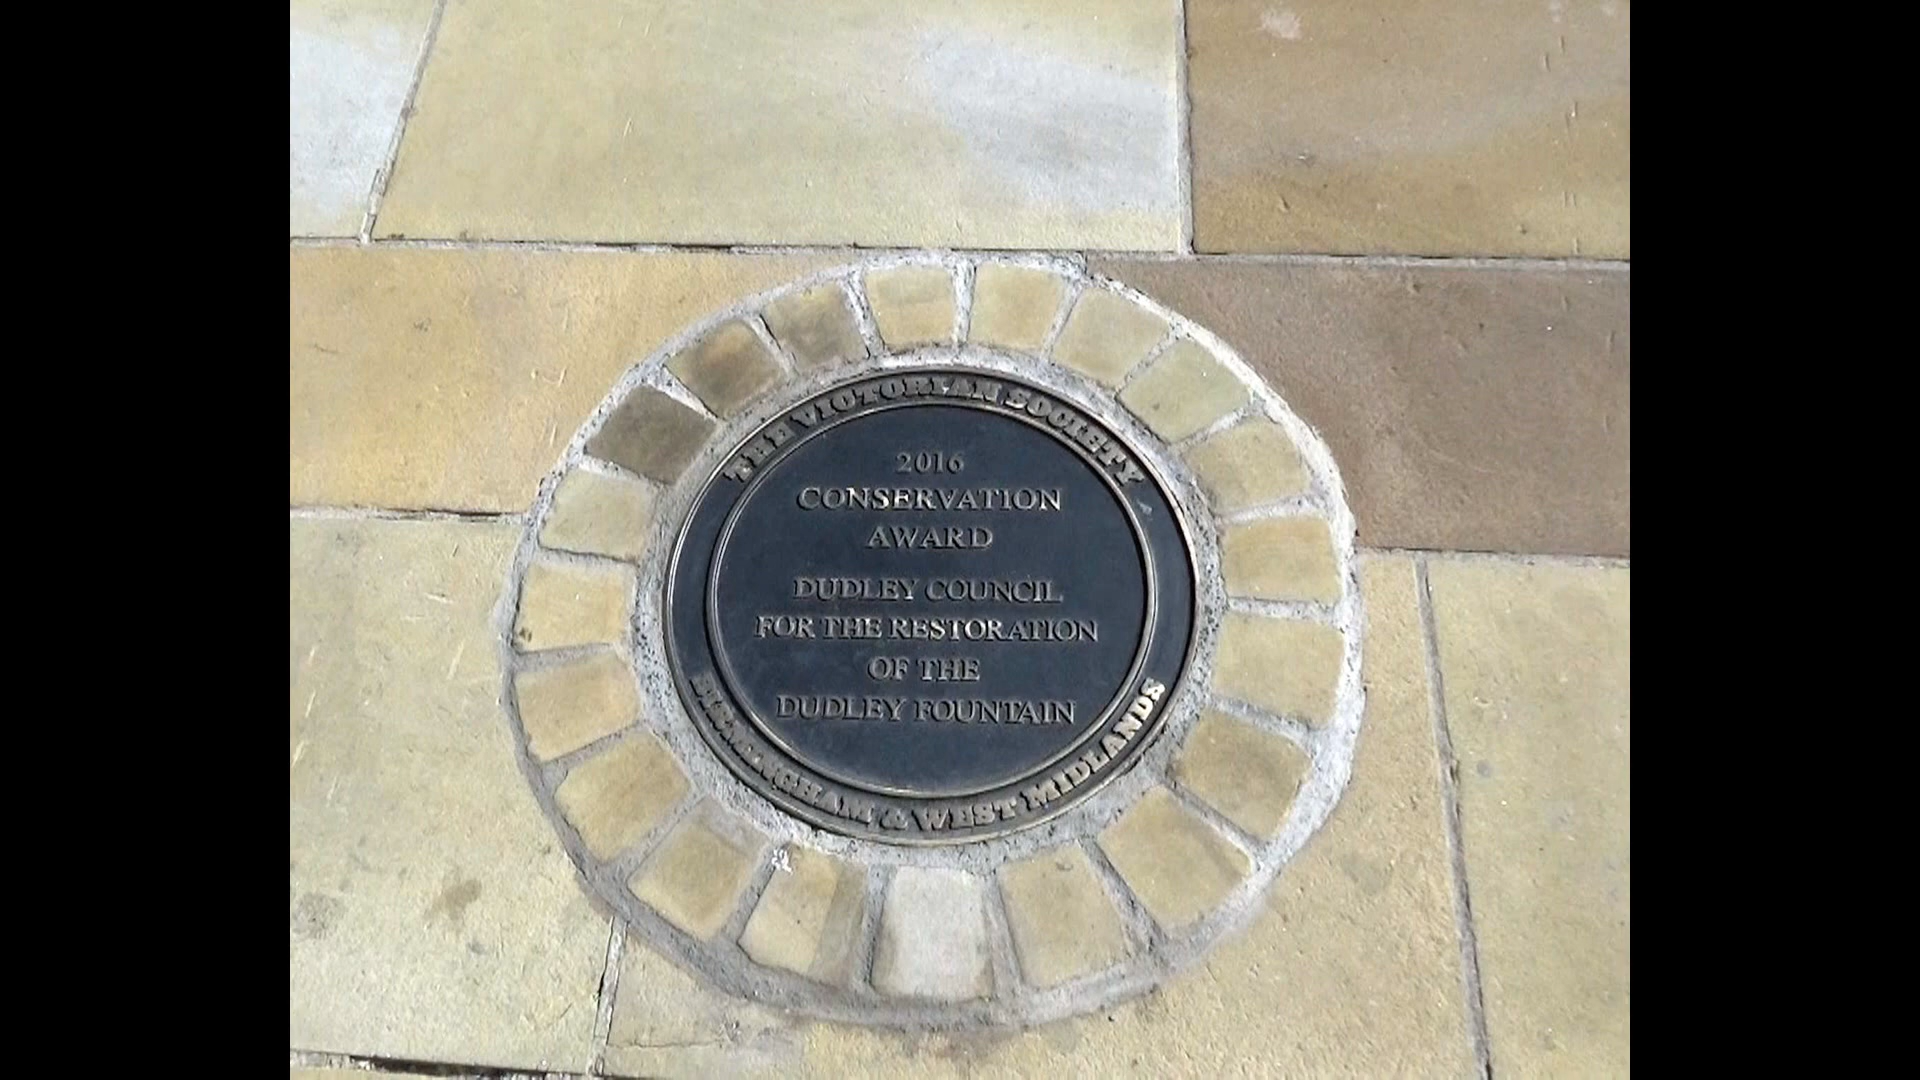 THE VICTORIAN SOCIETY
2016
CONSERVATION
AWARD
DUDLEY COUNCIL
FOR THE RESTORATION
OF THE
DUDLEY FOUNTAIN
BIRMINGHAM & WEST MIDLANDS